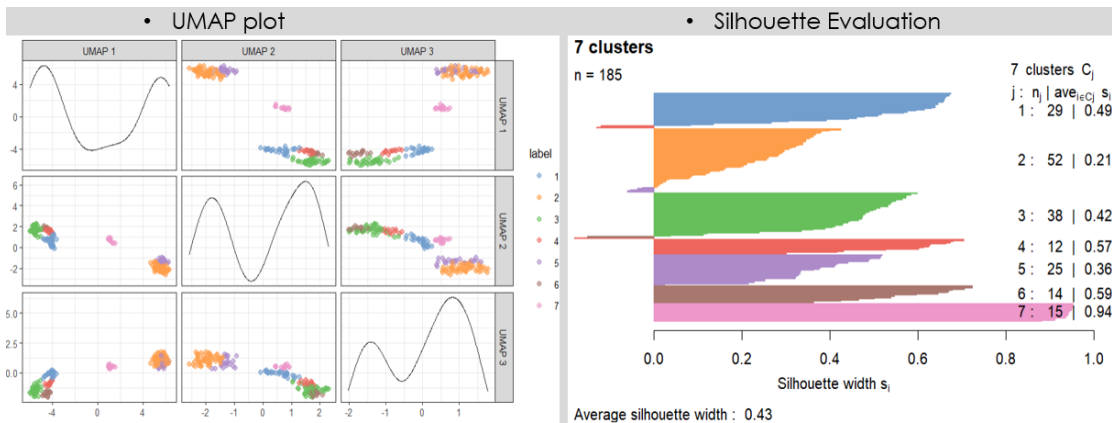 • UMAP plot
• Silhouette Evaluation
UMAP 1
UMAP 2
UMAP 3
4
0
-4
UMAP 1
6
4
2
0
-2
UMAP 2
5.0
2.5
0.0
UMAP 3
-4
0
4
-2
-1
0
1
2
-2
-1
0
1
label
1
2
3
4
5
6
7
7 clusters
n = 185
7 clusters Cj
j : nj | avei∈Cj si
1 : 29 | 0.49
2 : 52 | 0.21
3 : 38 | 0.42
4 : 12 | 0.57
5 : 25 | 0.36
6 : 14 | 0.59
7 : 15 | 0.94
0.0 0.2 0.4 0.6 0.8 1.0
Silhouette width si
Average silhouette width : 0.43